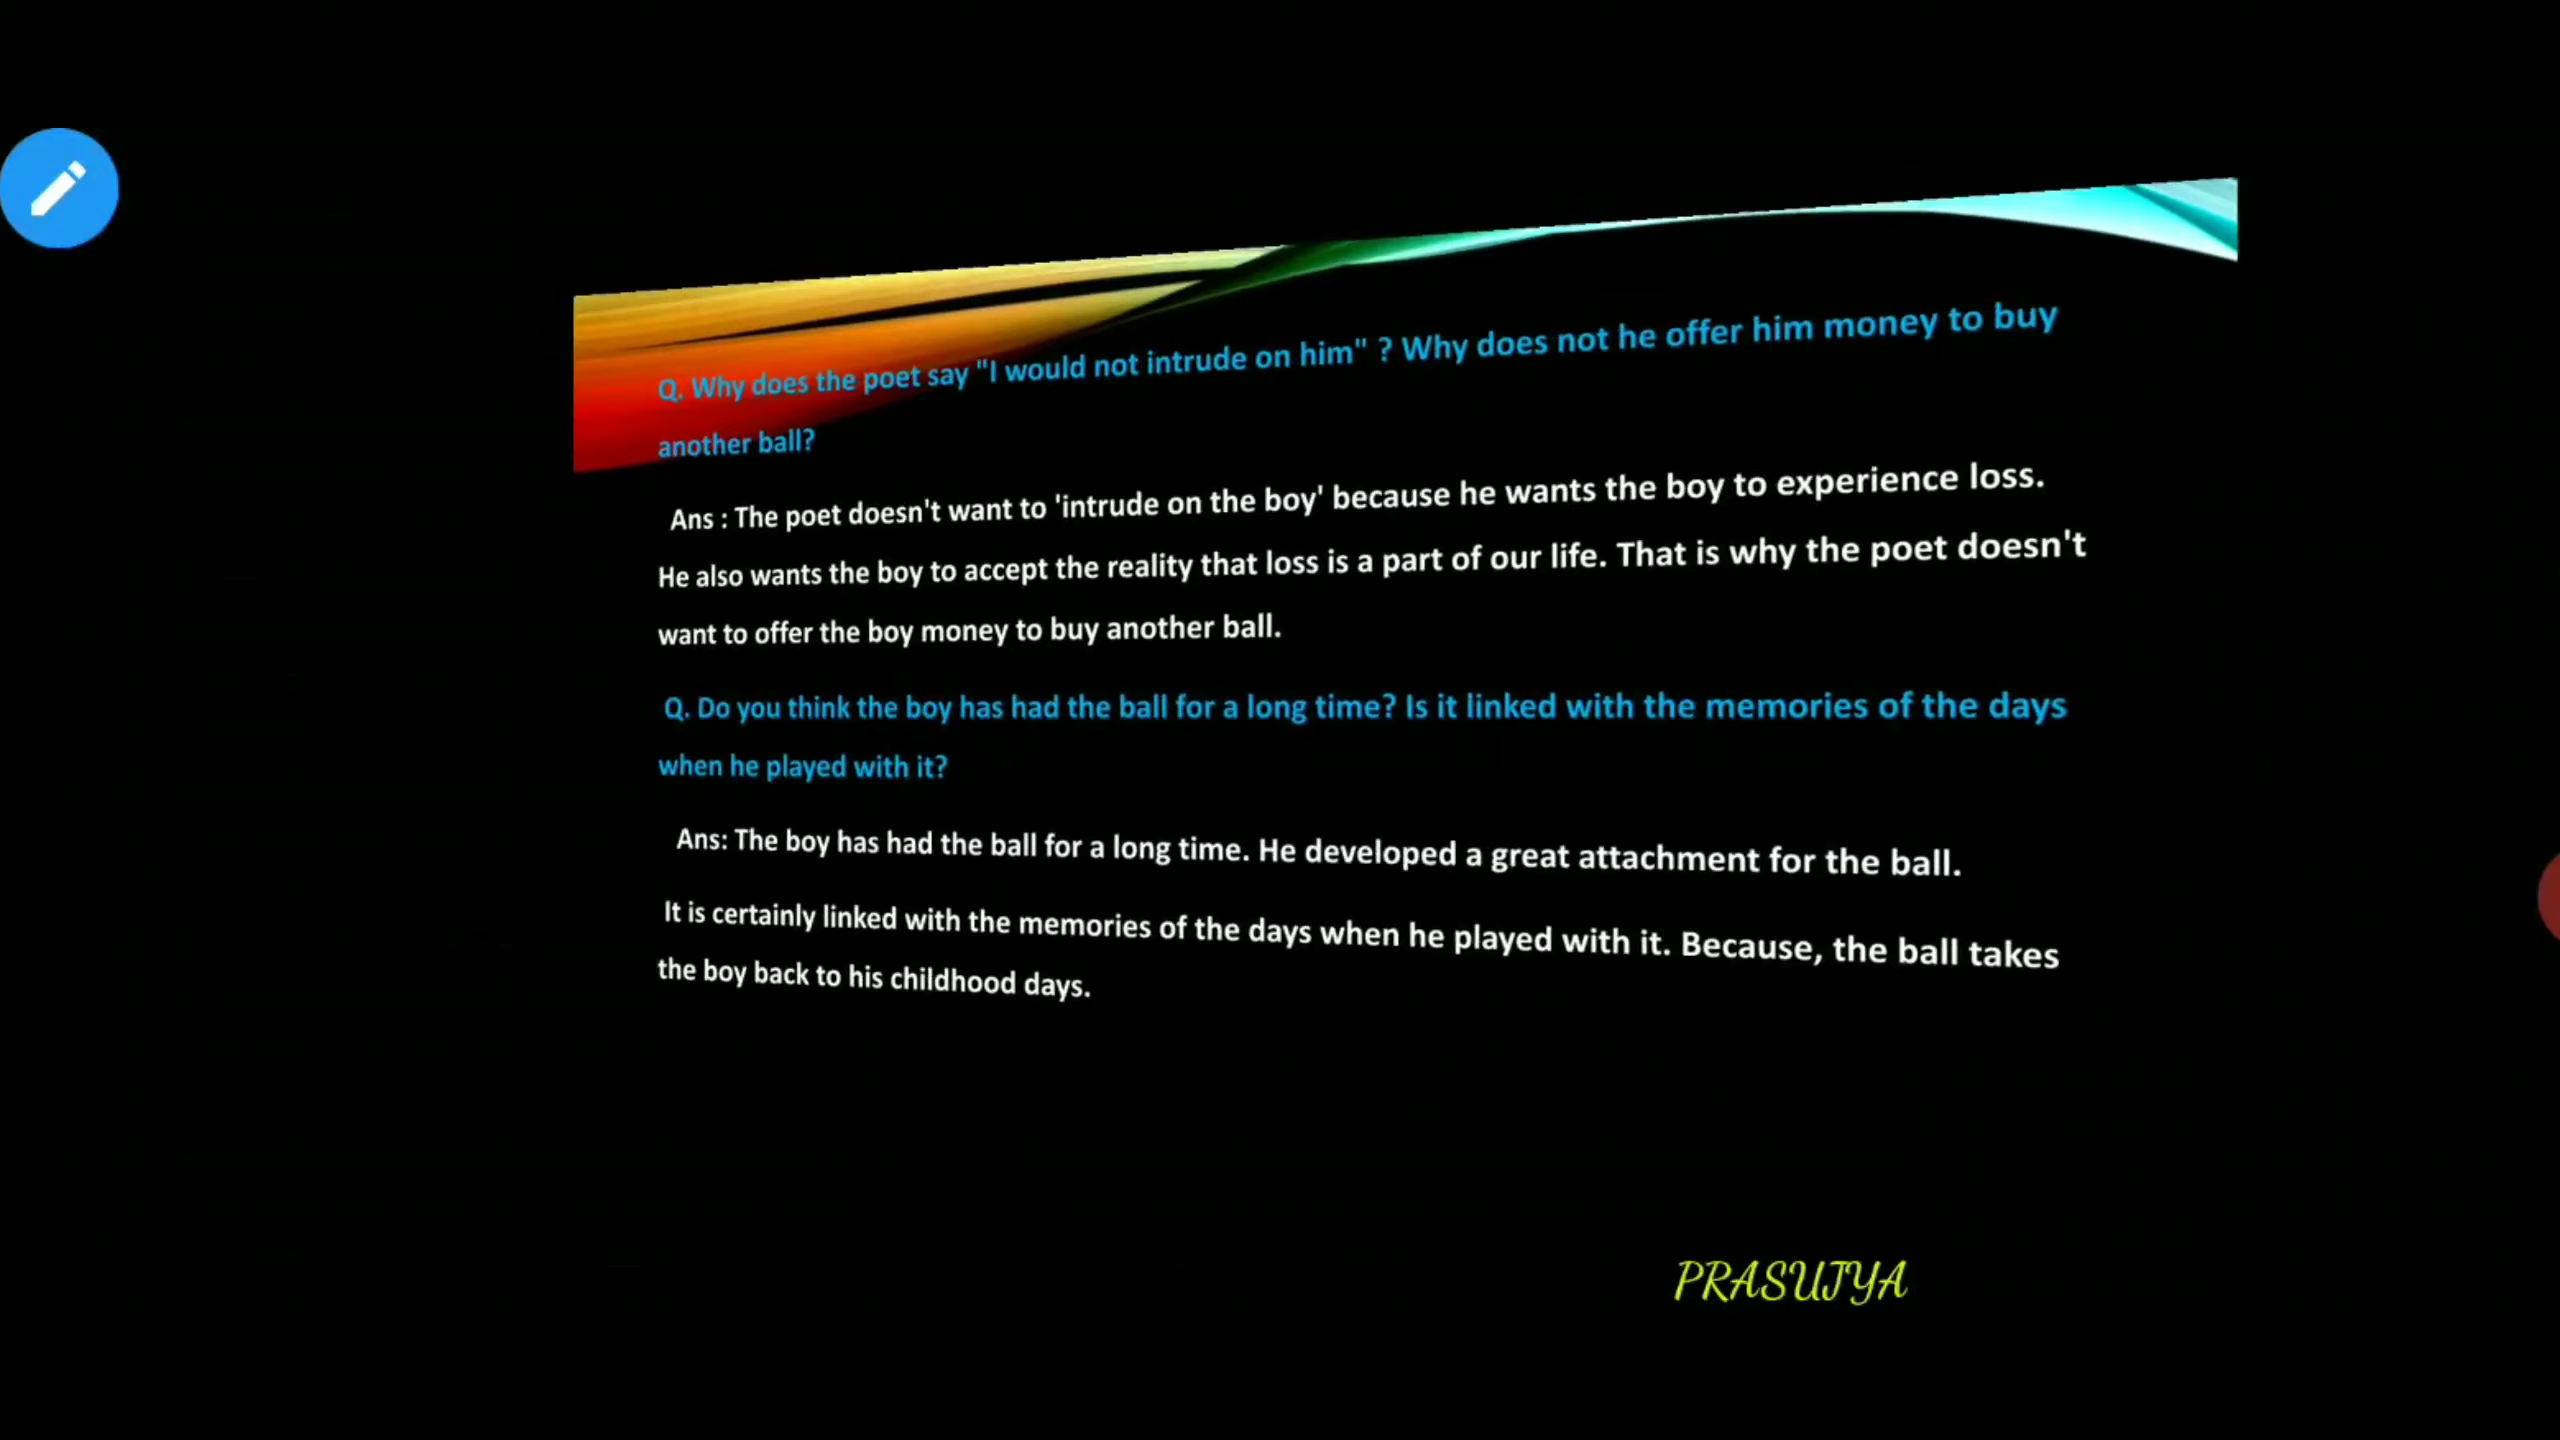 Q. Why does the poet say "I would not intrude on him" ? Why does not he offer him money to buy
another ball?
Ans : The poet doesn't want to 'intrude on the boy' because he wants the boy to experience loss.
He also wants the boy to accept the reality that loss is a part of our life. That is why the poet doesn't
want to offer the boy money to buy another ball.
Q. Do you think the boy has had the ball for a long time? Is it linked with the memories of the days
when he played with it?
Ans: The boy has had the ball for a long time. He developed a great attachment for the ball.
It is certainly linked with the memories of the days when he played with it. Because, the ball takes
the boy back to his childhood days.
PRASUJYA